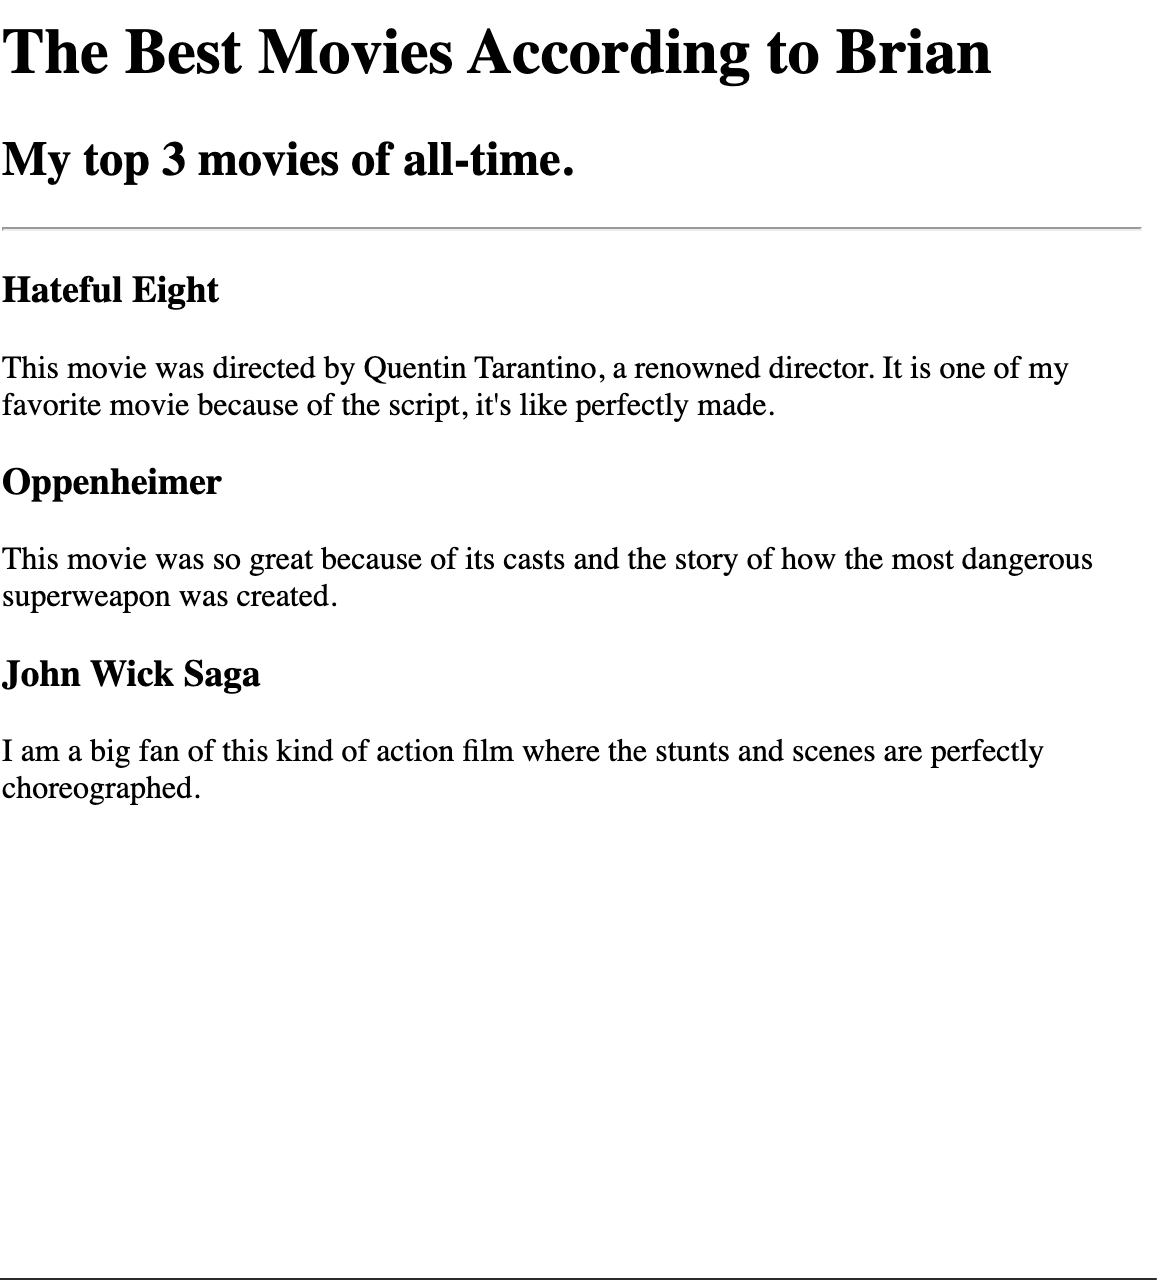 The Best Movies According to Brian
My top 3 movies of all-time.
Hateful Eight
This movie was directed by Quentin Tarantino, a renowned director. It is one of my
favorite movie because of the script, it's like perfectly made.
Oppenheimer
This movie was so great because of its casts and the story of how the most dangerous
superweapon was created.
John Wick Saga
I am a big fan of this kind of action film where the stunts and scenes are perfectly
choreographed.